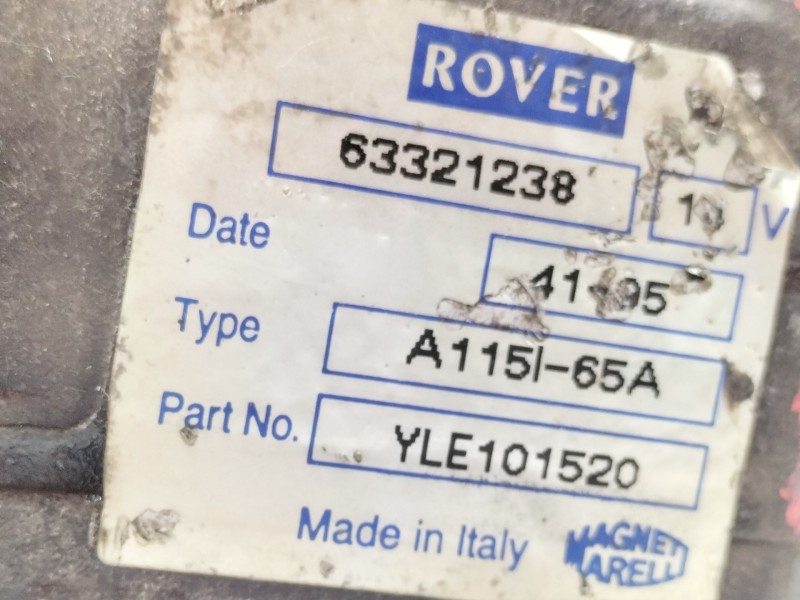 ROVER
63321238 V
Date 41-95
Type A115I-65A
Part No. YLE101520
Made in Italy MAGNETI MARELLI